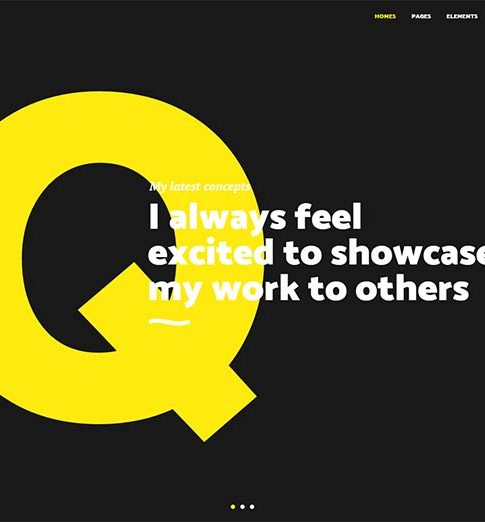 HOMES PAGES ELEMENTS
Q
My latest concepts
I always feel
excited to showcase
my work to others